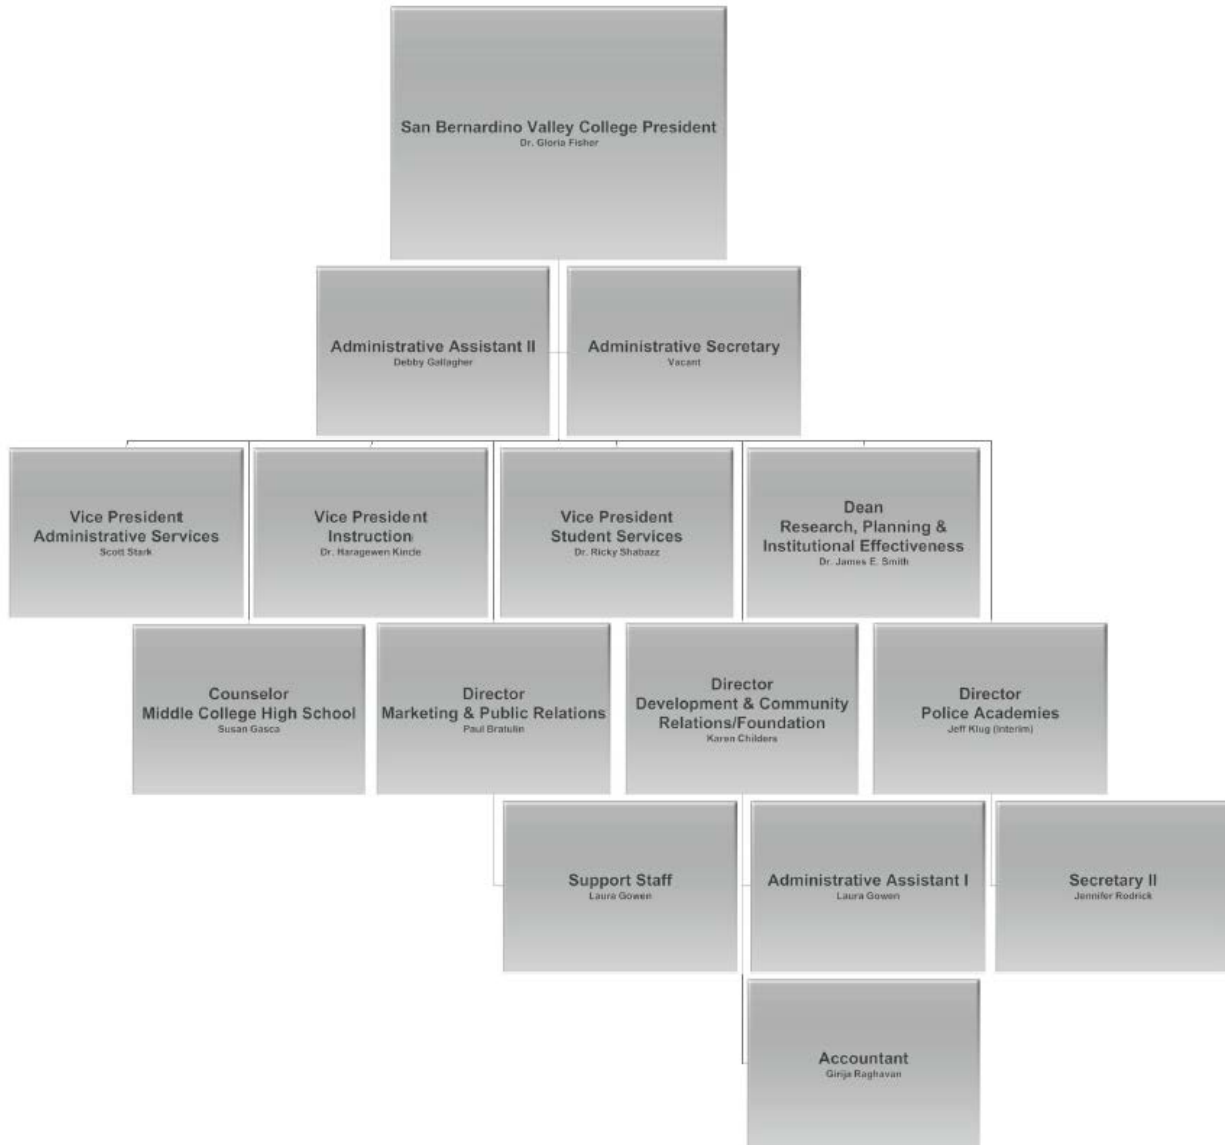 San Bernardino Valley College President
Dr. Gloria Fisher
Administrative Assistant II
Debby Gallagher
Administrative Secretary
Vacant
Vice President
Administrative Services
Scott Stark
Vice President
Instruction
Dr. Haragewen Kinde
Vice President
Student Services
Dr. Ricky Shabazz
Dean
Research, Planning &
Institutional Effectiveness
Dr. James E. Smith
Counselor
Middle College High School
Susan Gasca
Director
Marketing & Public Relations
Paul Bratulin
Director
Development & Community
Relations/Foundation
Karen Childers
Director
Police Academies
Jeff Klug (Interim)
Support Staff
Laura Gowen
Administrative Assistant I
Laura Gowen
Secretary II
Jennifer Rodrick
Accountant
Girija Raghavan